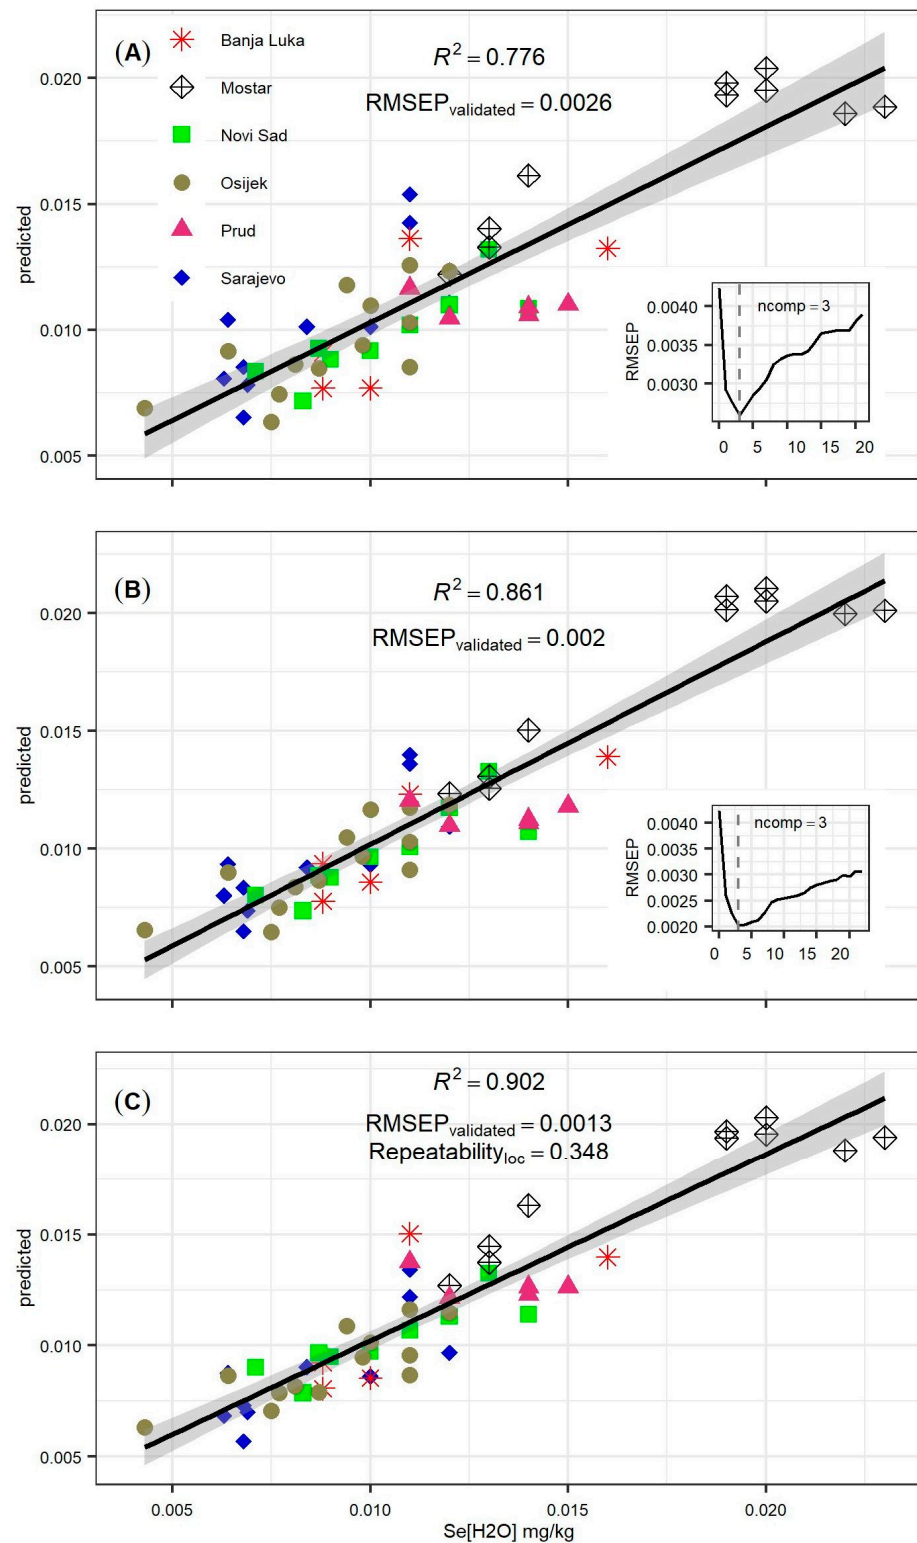 (A)
Banja Luka
Mostar
Novi Sad
Osijek
Prud
Sarajevo
R² = 0.776
RMSEPvalidated = 0.0026
predicted
0.020
0.015
0.010
0.005
ncomp = 3
RMSEP
0.0040
0.0035
0.0030
0 5 10 15 20
(B)
R² = 0.861
RMSEPvalidated = 0.002
predicted
0.020
0.015
0.010
0.005
ncomp = 3
RMSEP
0.0040
0.0035
0.0030
0.0025
0.0020
0 5 10 15 20
(C)
R² = 0.902
RMSEPvalidated = 0.0013
Repeatabilityloc = 0.348
predicted
0.020
0.015
0.010
0.005
0.005 0.010 0.015 0.020
Se[H2O] mg/kg